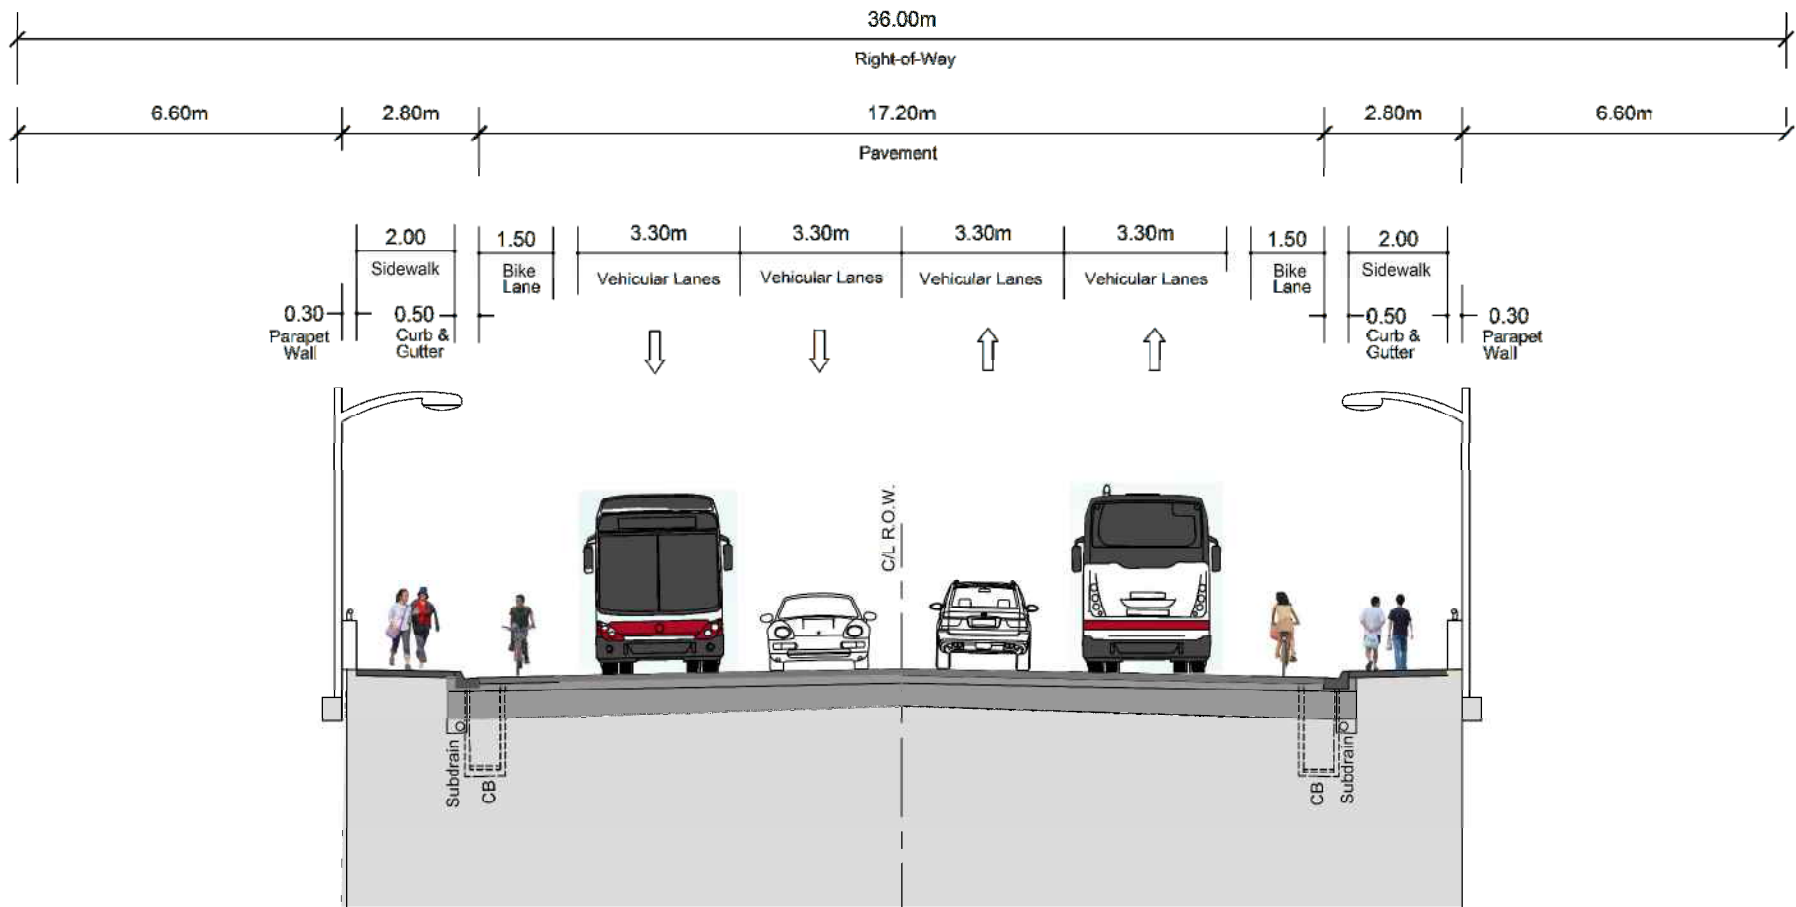 36.00m
Right-of-Way
6.60m 2.80m 17.20m 2.80m 6.60m
Pavement
2.00 1.50 3.30m 3.30m 3.30m 3.30m 1.50 2.00
Sidewalk Bike Lane Vehicular Lanes Vehicular Lanes Vehicular Lanes Vehicular Lanes Bike Lane Sidewalk
0.30 0.50 0.50 0.30
Parapet Wall Curb & Gutter Curb & Gutter Parapet Wall
C/L R.O.W.
Subdrain CB CB Subdrain